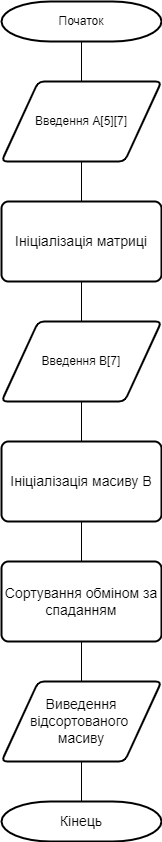 Початок
Введення A[5][7]
Ініціалізація матриці
Введення B[7]
Ініціалізація масиву B
Сортування обміном за
спаданням
Виведення
відсортованого
масиву
Кінець